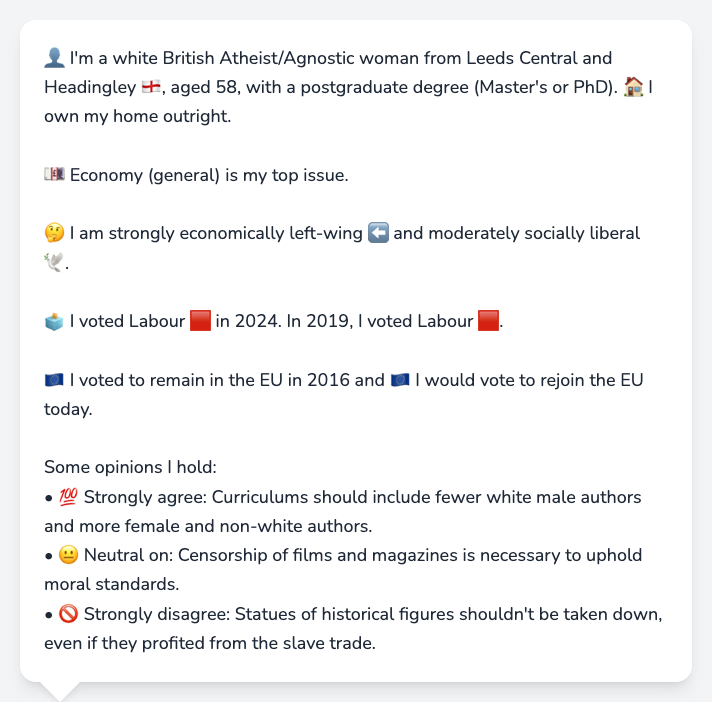 👤 I'm a white British Atheist/Agnostic woman from Leeds Central and
Headingley 🏴󠁧󠁢󠁥󠁮󠁧󠁿, aged 58, with a postgraduate degree (Master's or PhD). 🏠 I
own my home outright.
💷 Economy (general) is my top issue.
🤔 I am strongly economically left-wing ⬅️ and moderately socially liberal
🕊️.
🗳️ I voted Labour 🟥 in 2024. In 2019, I voted Labour 🟥.
🇪🇺 I voted to remain in the EU in 2016 and 🇪🇺 I would vote to rejoin the EU
today.
Some opinions I hold:
• 💯 Strongly agree: Curriculums should include fewer white male authors
and more female and non-white authors.
• 😐 Neutral on: Censorship of films and magazines is necessary to uphold
moral standards.
• 🚫 Strongly disagree: Statues of historical figures shouldn't be taken down,
even if they profited from the slave trade.